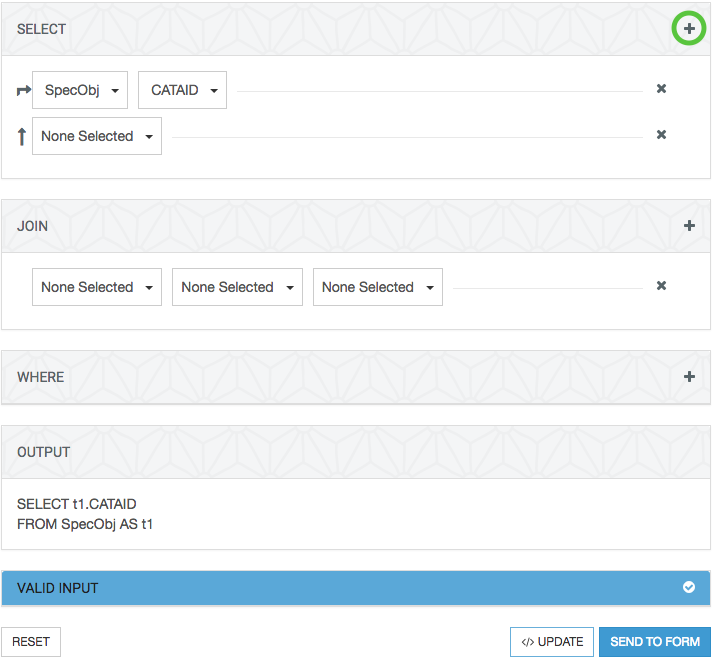 SELECT
SpecObj CATAID
None Selected
JOIN
None Selected None Selected None Selected
WHERE
OUTPUT
SELECT t1.CATAID
FROM SpecObj AS t1
VALID INPUT
RESET </> UPDATE SEND TO FORM